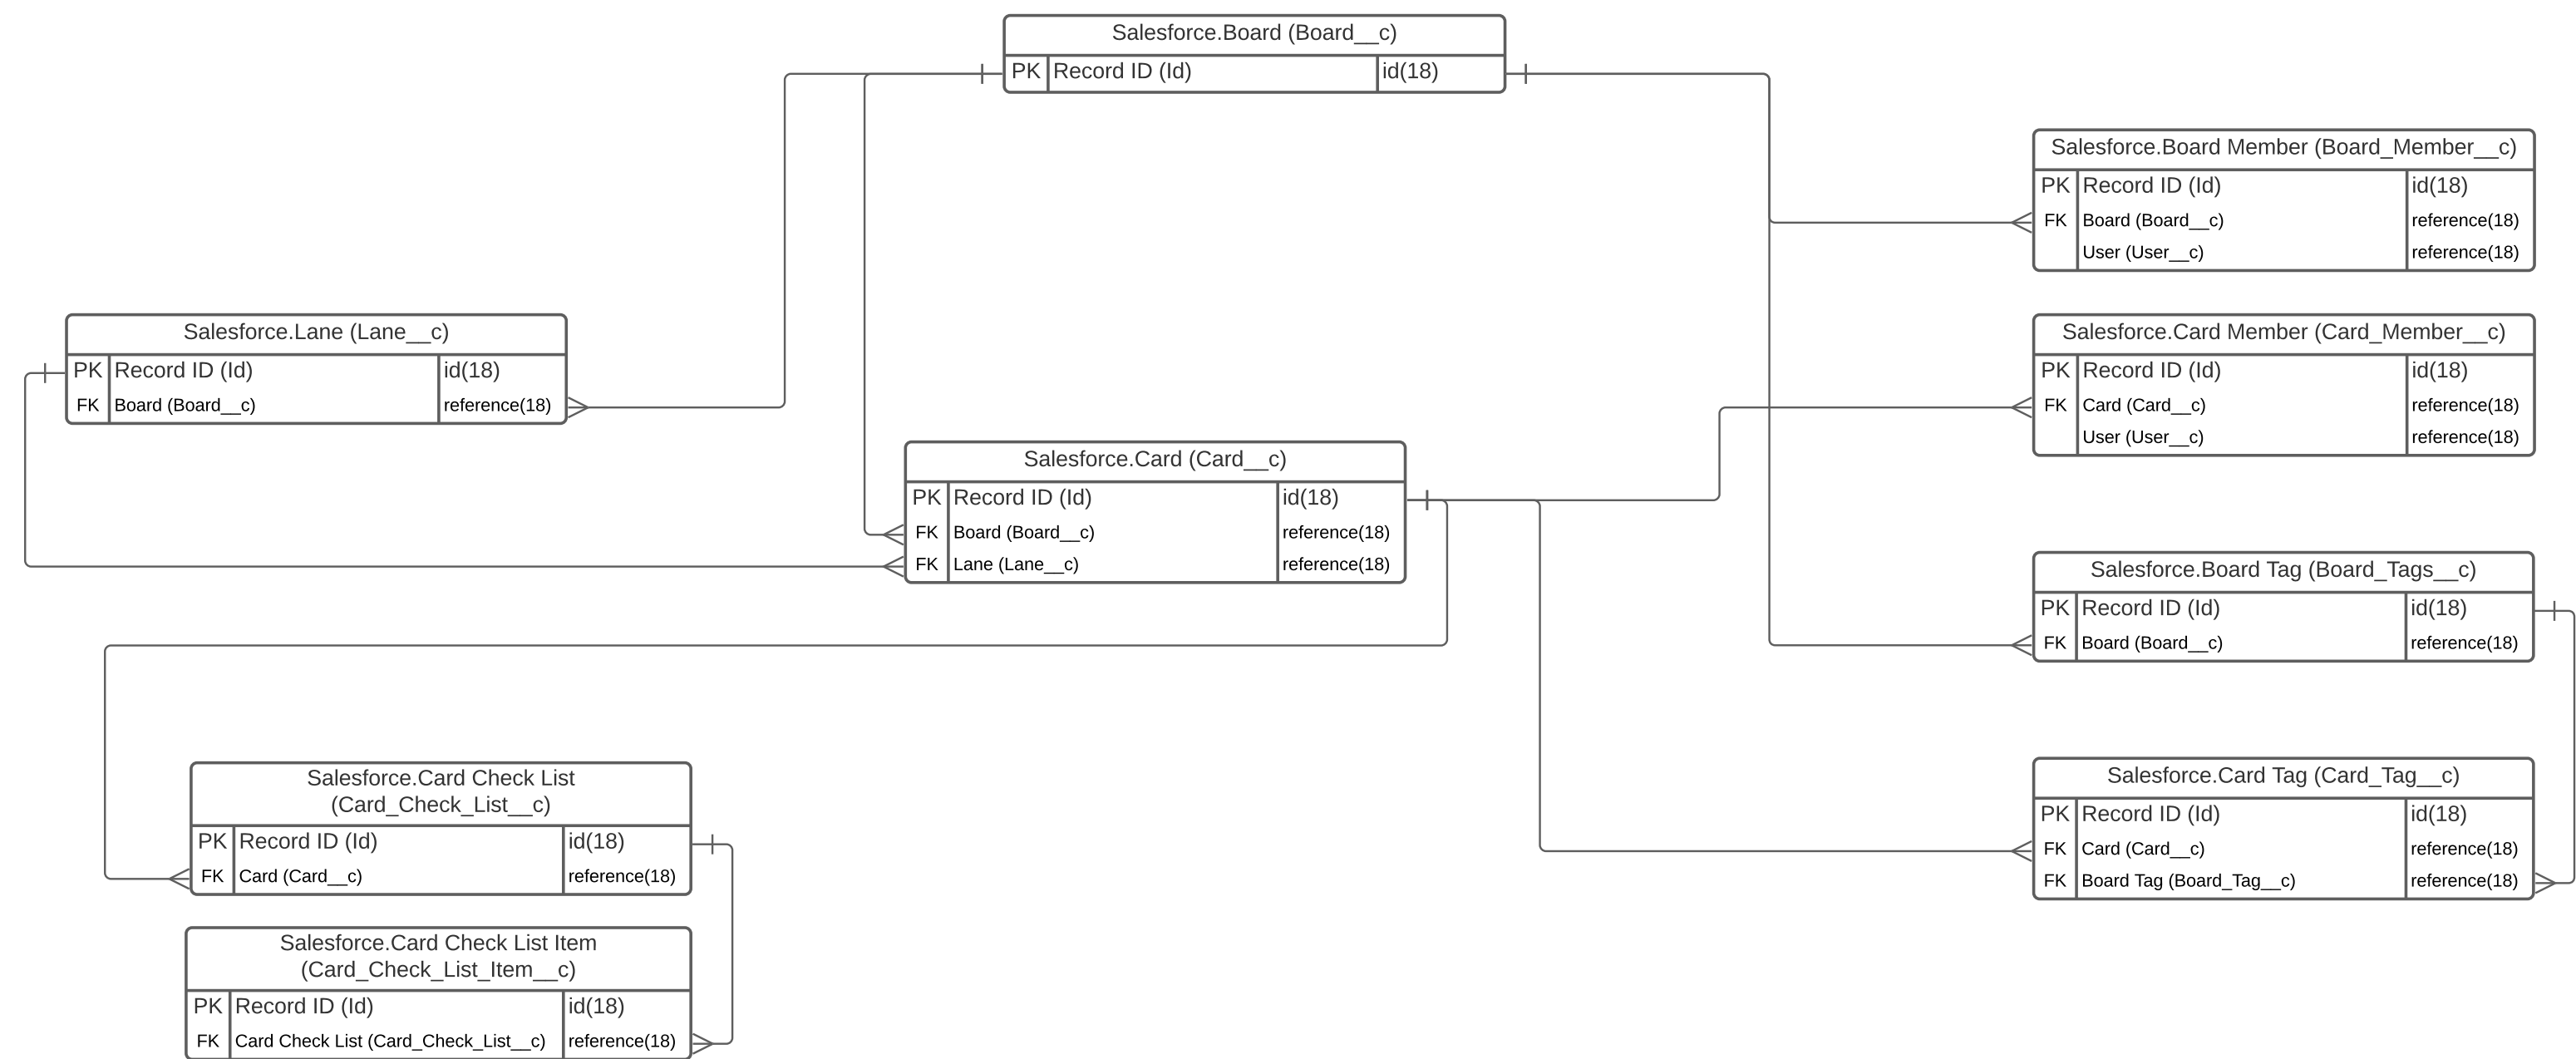 Salesforce.Board (Board__c)
PK Record ID (Id) id(18)
Salesforce.Board Member (Board_Member__c)
PK Record ID (Id) id(18)
FK Board (Board__c) reference(18)
User (User__c) reference(18)
Salesforce.Lane (Lane__c)
PK Record ID (Id) id(18)
FK Board (Board__c) reference(18)
Salesforce.Card Member (Card_Member__c)
PK Record ID (Id) id(18)
FK Card (Card__c) reference(18)
User (User__c) reference(18)
Salesforce.Card (Card__c)
PK Record ID (Id) id(18)
FK Board (Board__c) reference(18)
FK Lane (Lane__c) reference(18)
Salesforce.Board Tag (Board_Tags__c)
PK Record ID (Id) id(18)
FK Board (Board__c) reference(18)
Salesforce.Card Check List
(Card_Check_List__c)
PK Record ID (Id) id(18)
FK Card (Card__c) reference(18)
Salesforce.Card Tag (Card_Tag__c)
PK Record ID (Id) id(18)
FK Card (Card__c) reference(18)
FK Board Tag (Board_Tag__c) reference(18)
Salesforce.Card Check List Item
(Card_Check_List_Item__c)
PK Record ID (Id) id(18)
FK Card Check List (Card_Check_List__c) reference(18)